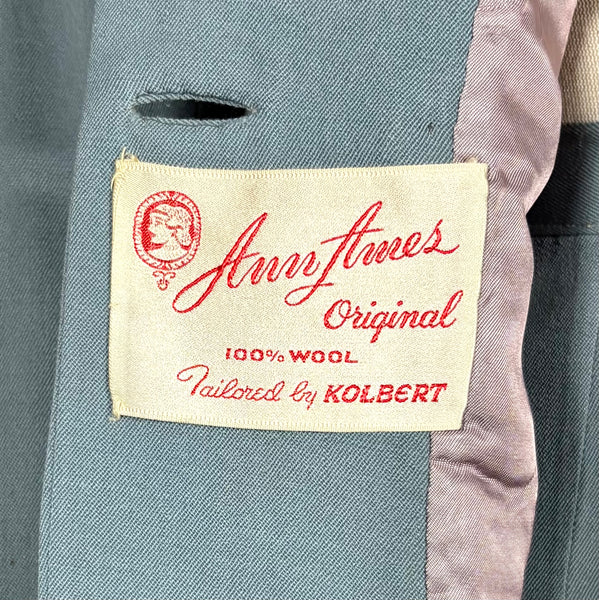 Ann Ames
Original
100% WOOL
Tailored by KOLBERT